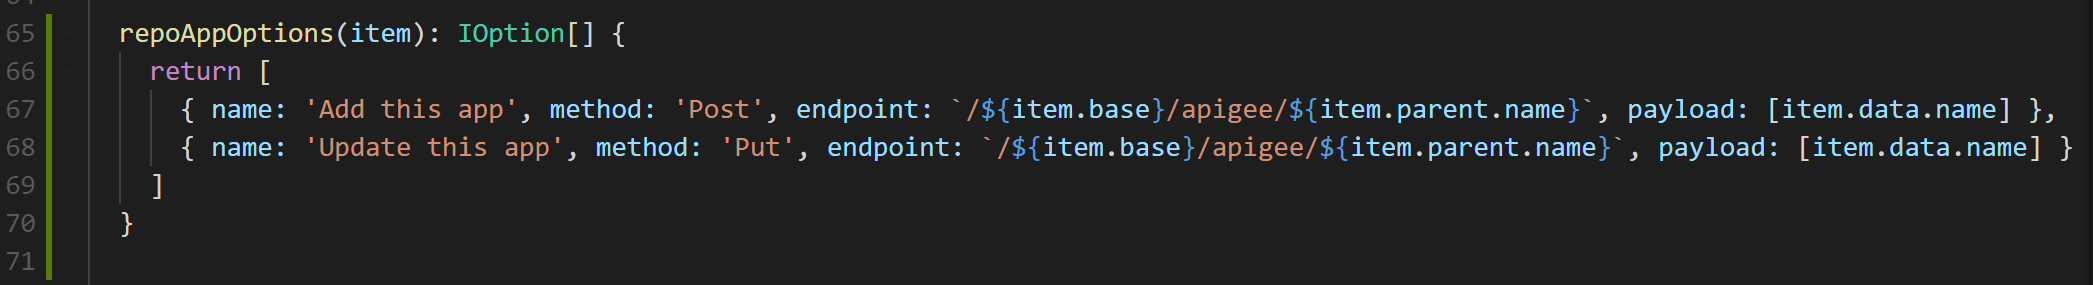 65 repoAppOptions(item): IOption[] {
66 return [
67 { name: 'Add this app', method: 'Post', endpoint: `/${item.base}/apigee/${item.parent.name}`, payload: [item.data.name] },
68 { name: 'Update this app', method: 'Put', endpoint: `/${item.base}/apigee/${item.parent.name}`, payload: [item.data.name] }
69 ]
70 }
71